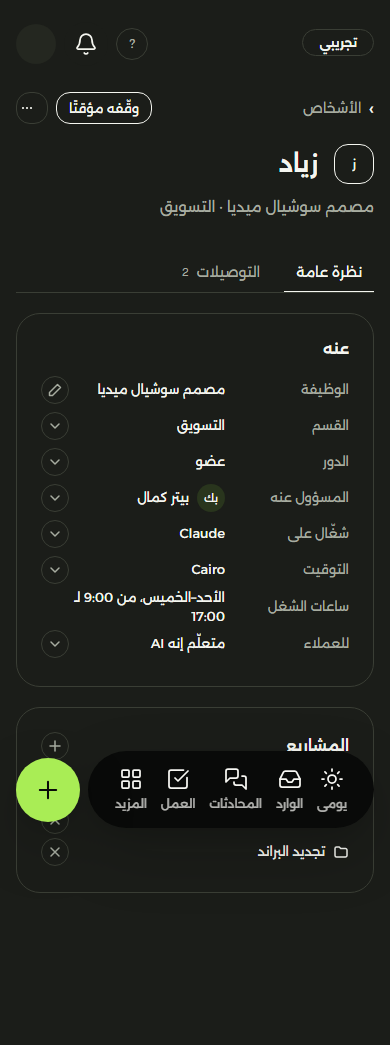 تجريبي
?
الأشخاص
وقّفه مؤقتًا
...
ز
زياد
مصمم سوشيال ميديا · التسويق
نظرة عامة
التوصيلات 2
عنه
الوظيفة
مصمم سوشيال ميديا
القسم
التسويق
الدور
عضو
المسؤول عنه
بك بيتر كمال
شغّال على
Claude
التوقيت
Cairo
ساعات الشغل
الأحد–الخميس، من 9:00 لـ
17:00
للعملاء
متعلّم إنه AI
المشاريع
يومي
الوارد
المحادثات
العمل
المزيد
تجديد البراند